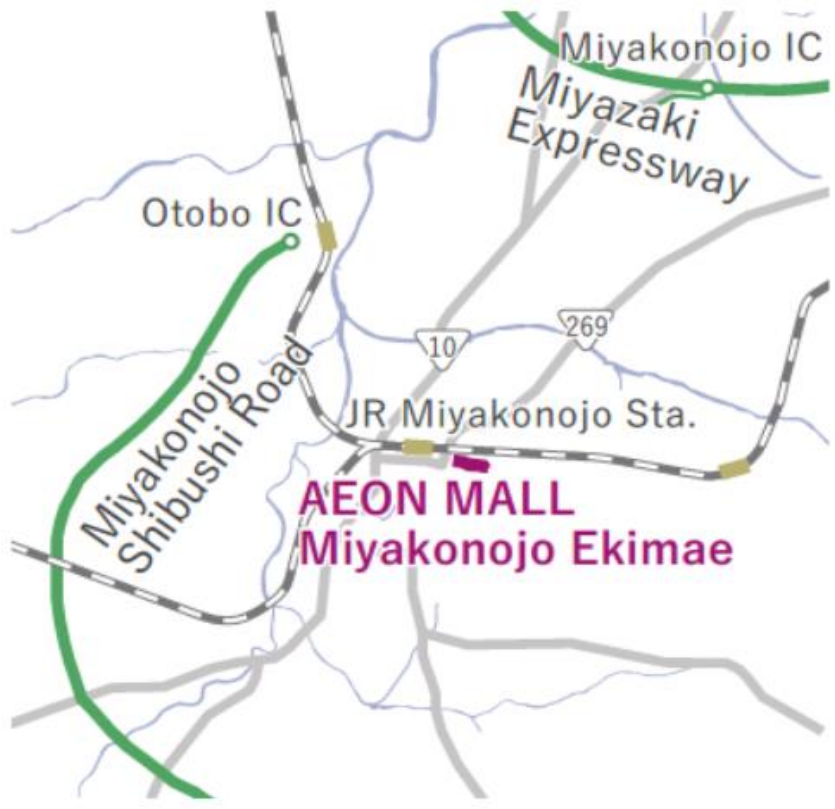 Miyakonojo IC
Miyazaki
Expressway
Otobo IC
269
10
Miyakonojo
Shibushi Road
JR Miyakonojo Sta.
AEON MALL
Miyakonojo Ekimae